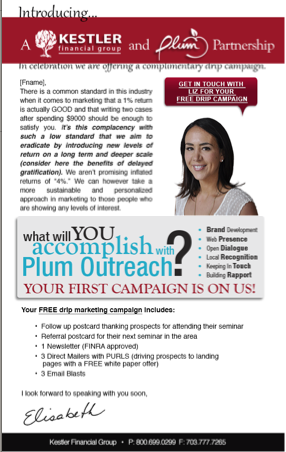 Introducing...
A KESTLER financial group and Plum Partnership
In celebration we are offering a complimentary drip campaign.
[Fname],
There is a common standard in this industry
when it comes to marketing that a 1% return
is actually GOOD and that writing two cases
after spending $9000 should be enough to
satisfy you. It's this complacency with
such a low standard that we aim to
eradicate by introducing new levels of
return on a long term and deeper scale
(consider here the benefits of delayed
gratification). We aren't promising inflated
returns of "4%." We can however take a
more sustainable and personalized
approach in marketing to those people who
are showing any levels of interest.
GET IN TOUCH WITH
LIZ FOR YOUR
FREE DRIP CAMPAIGN
what will YOU
accomplish with
Plum Outreach?
• Brand Development
• Web Presence
• Open Dialogue
• Local Recognition
• Keeping In Touch
• Building Rapport
YOUR FIRST CAMPAIGN IS ON US!
Your FREE drip marketing campaign includes:
• Follow up postcard thanking prospects for attending their seminar
• Referral postcard for their next seminar in the area
• 1 Newsletter (FINRA approved)
• 3 Direct Mailers with PURLS (driving prospects to landing
pages with a FREE white paper offer)
• 3 Email Blasts
I look forward to speaking with you soon,
Elisabeth
Kestler Financial Group • P: 800.699.0299 F: 703.777.7265